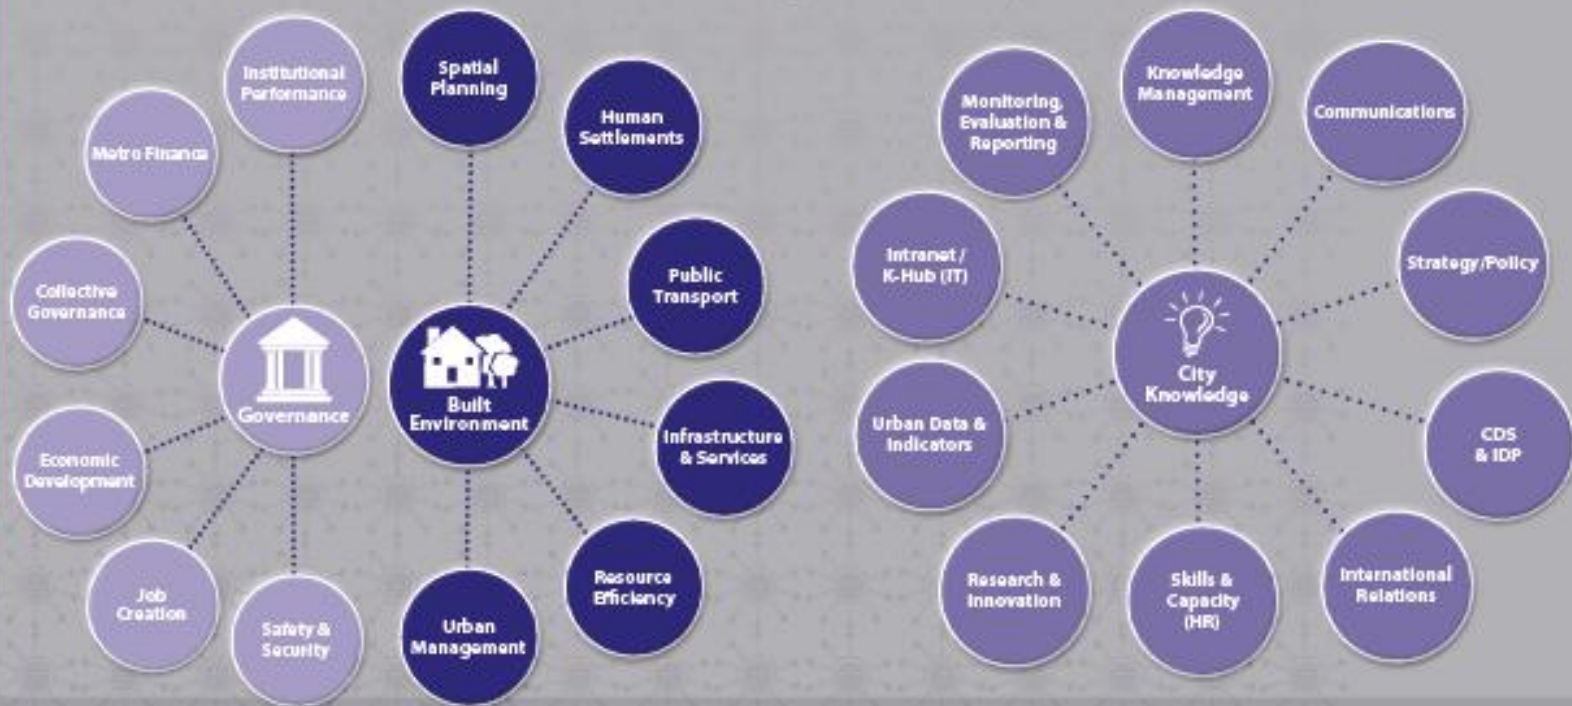 Institutional
Performance
Metro Finance
Collective
Governance
Economic
Development
Job
Creation
Safety &
Security
Governance
Spatial
Planning
Human
Settlements
Public
Transport
Infrastructure
& Services
Resource
Efficiency
Urban
Management
Built
Environment
Knowledge
Management
Communications
Strategy/Policy
CDS
& IDP
International
Relations
Skills &
Capacity
(HR)
Research &
Innovation
Urban Data &
Indicators
Intranet /
K-Hub (IT)
Monitoring,
Evaluation &
Reporting
City
Knowledge